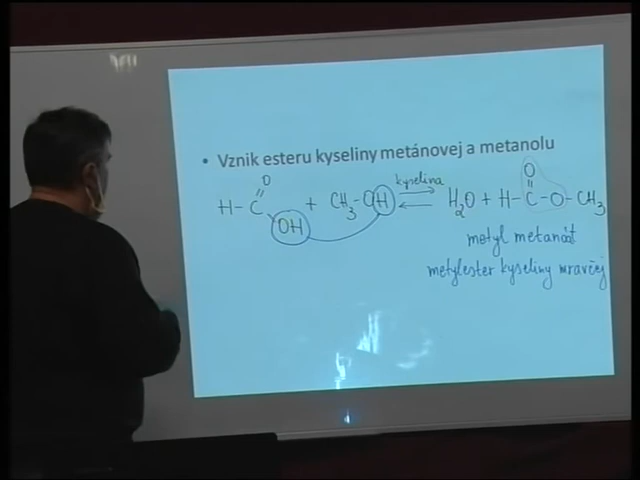 • Vznik esteru kyseliny metánovej a metanolu
kyselina
H-C(=O)-OH + CH₃-OH ⇌ H₂O + H-C(=O)-O-CH₃
metyl metanoát
metylester kyseliny mravčej